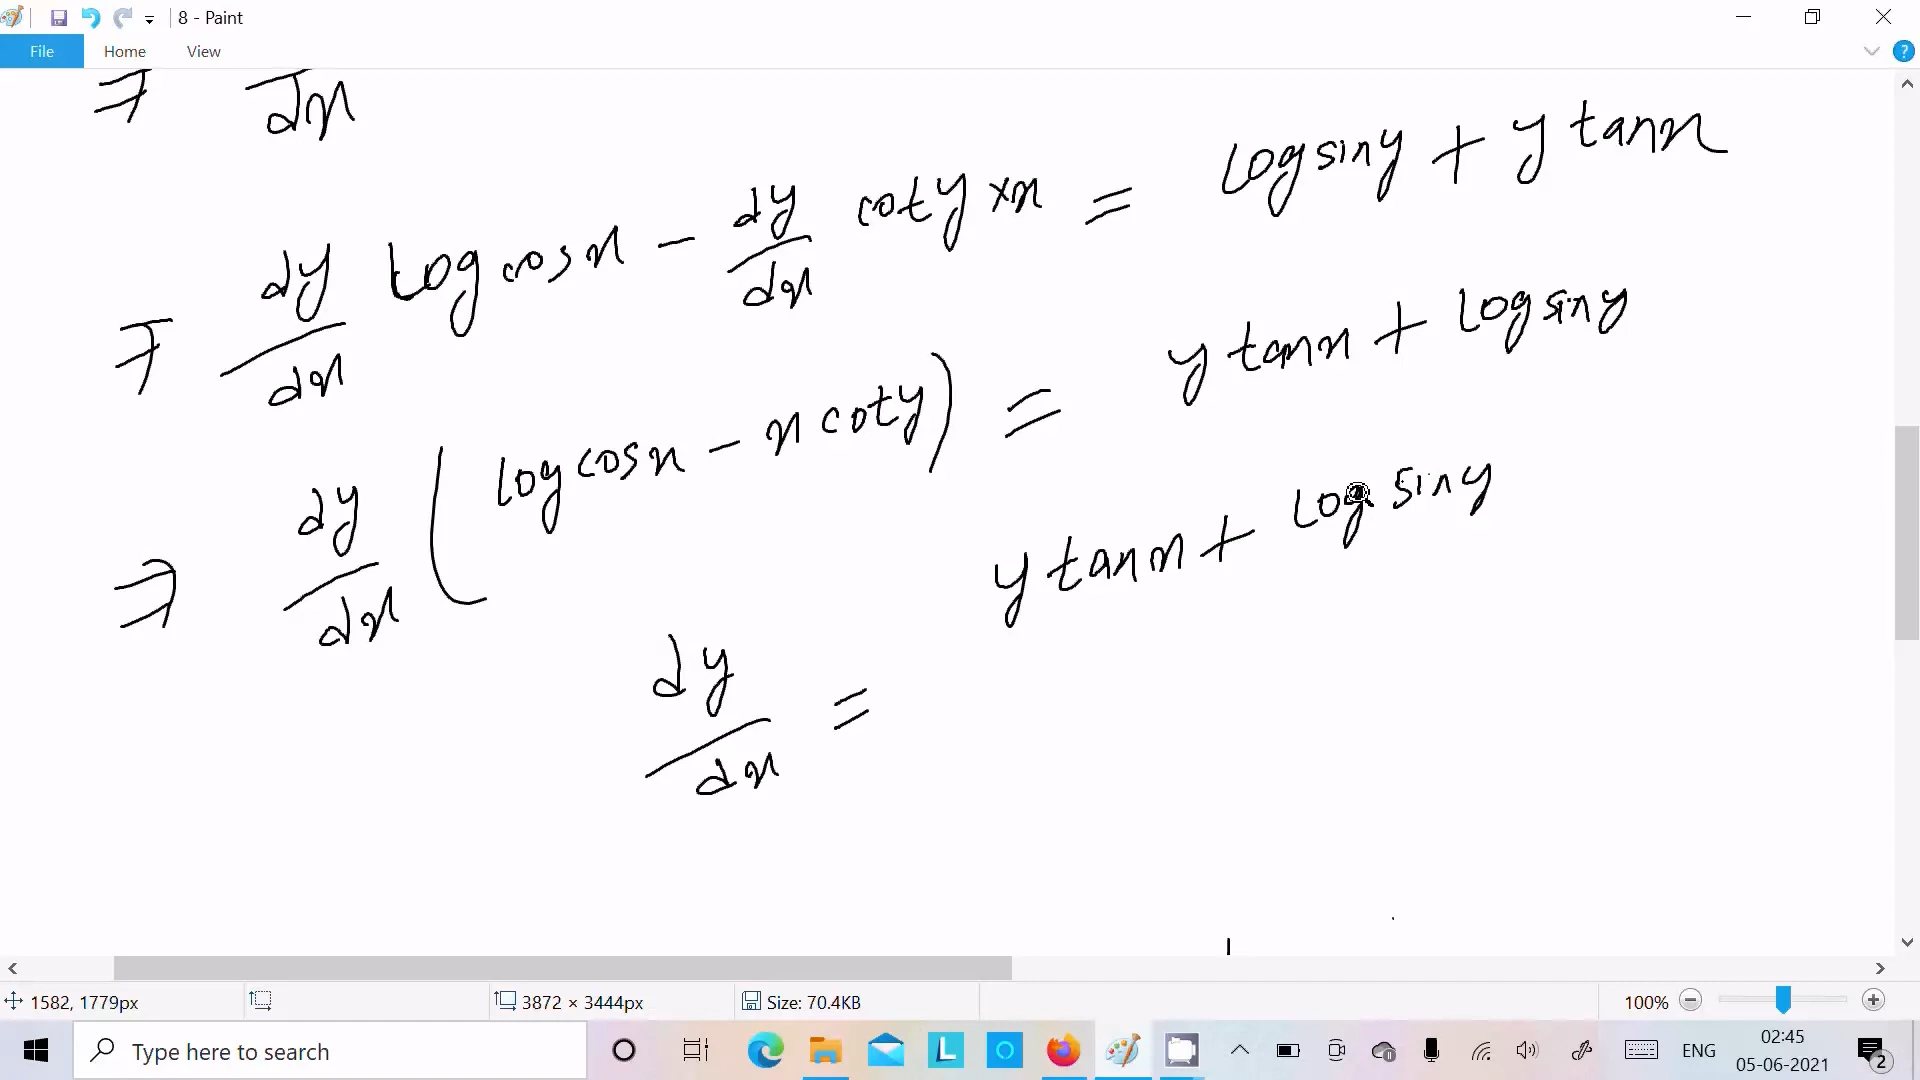 8 - Paint
File Home View
⇒ dx
⇒ dy/dx log cos x - dy/dx cot y × x = log sin y + y tan x
⇒ dy/dx ( log cos x - x cot y ) = y tan x + log sin y
dy/dx = y tan x + log sin y
1582, 1779px 3872 × 3444px Size: 70.4KB 100%
Type here to search ENG 02:45
05-06-2021 2